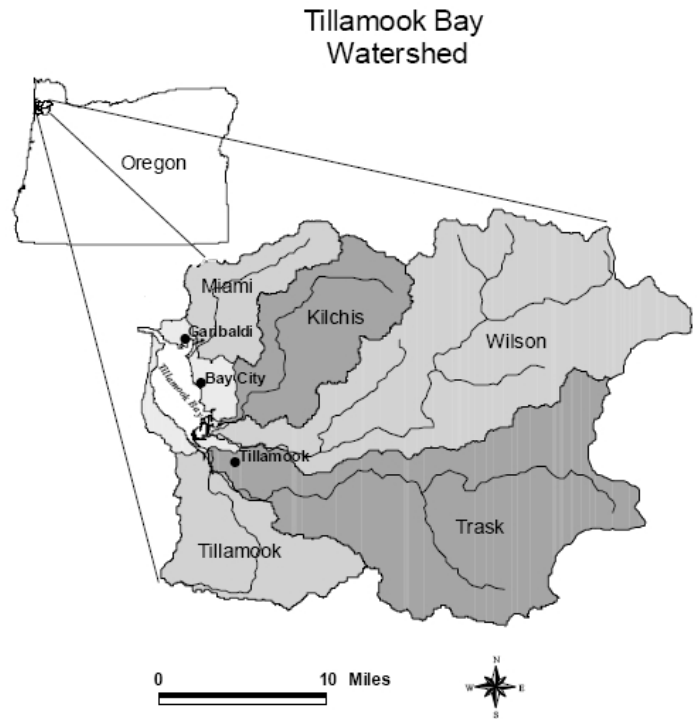 Tillamook Bay
Watershed
Oregon
Miami
Kilchis
Garibaldi
Wilson
Bay City
Tillamook Bay
Tillamook
Trask
Tillamook
0 10 Miles
N
W E
S